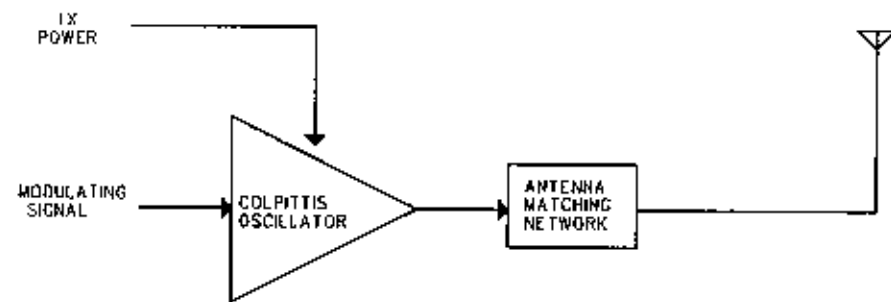 TX
POWER
MODULATING
SIGNAL
COLPITTIS
OSCILLATOR
ANTENNA
MATCHING
NETWORK